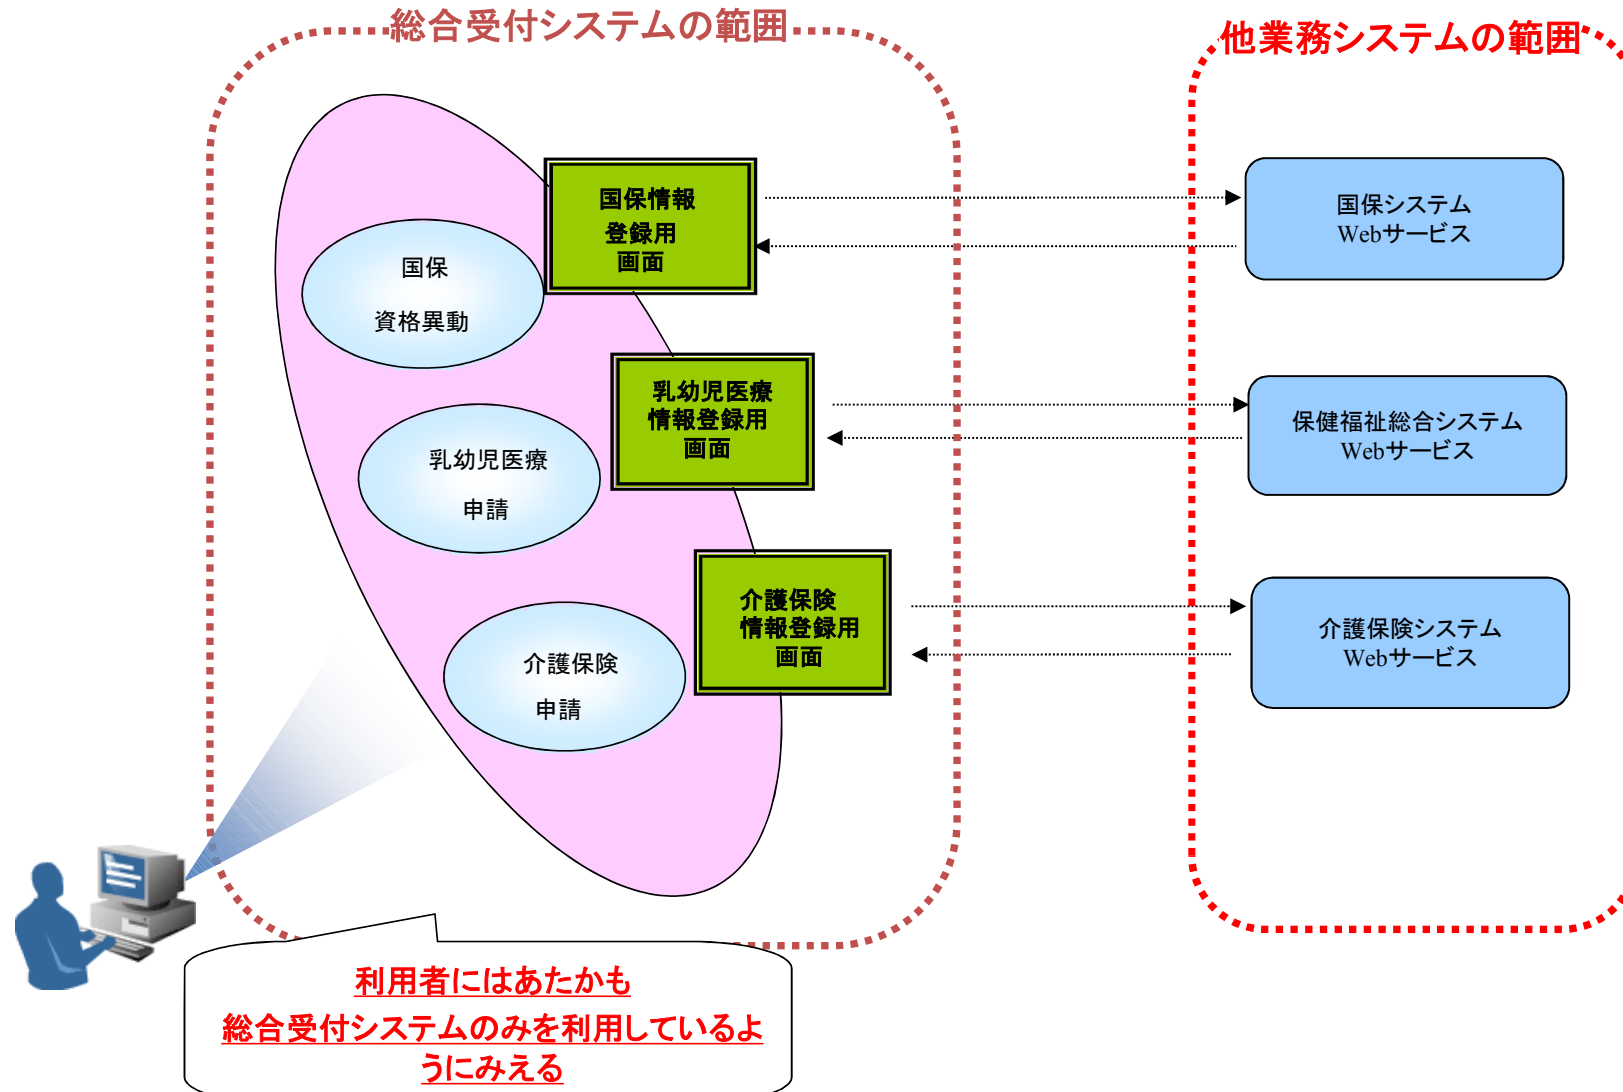 総合受付システムの範囲
他業務システムの範囲
国保情報
登録用
画面
国保システム
Webサービス
国保
資格異動
乳幼児医療
情報登録用
画面
保健福祉総合システム
Webサービス
乳幼児医療
申請
介護保険
情報登録用
画面
介護保険システム
Webサービス
介護保険
申請
利用者にはあたかも
総合受付システムのみを利用しているよ
うにみえる